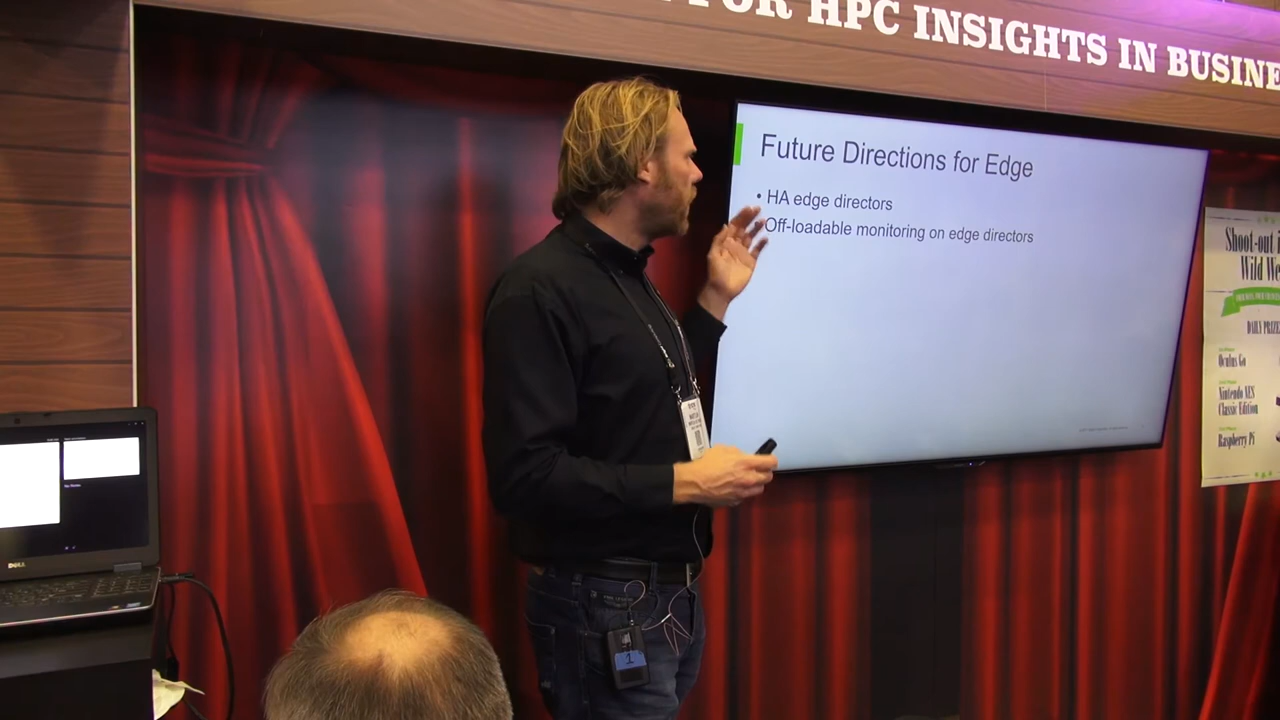 FOR HPC INSIGHTS IN BUSINE
Future Directions for Edge
• HA edge directors
• Off-loadable monitoring on edge directors
Shoot-out
Wild We
DAILY PRIZE
Oculus Go
Nintendo NES
Classic Edition
Raspberry Pi
DELL
1